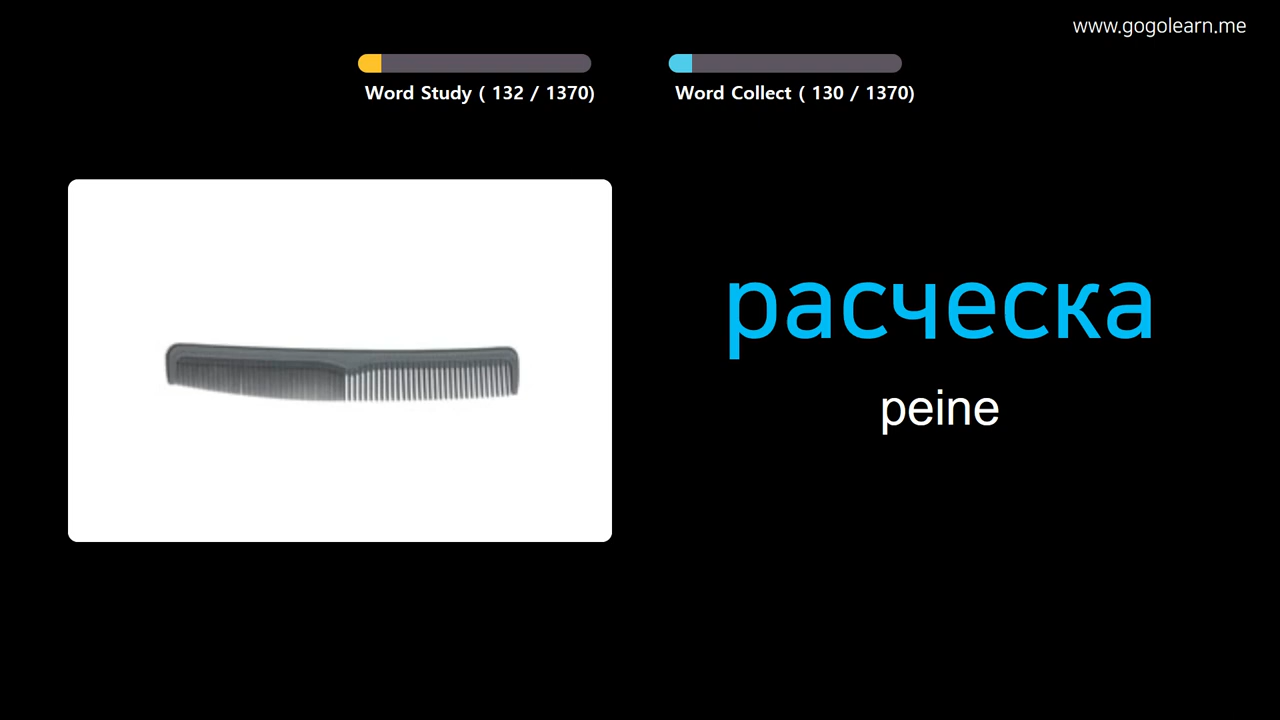 www.gogolearn.me
Word Study ( 132 / 1370)
Word Collect ( 130 / 1370)
расческа
peine